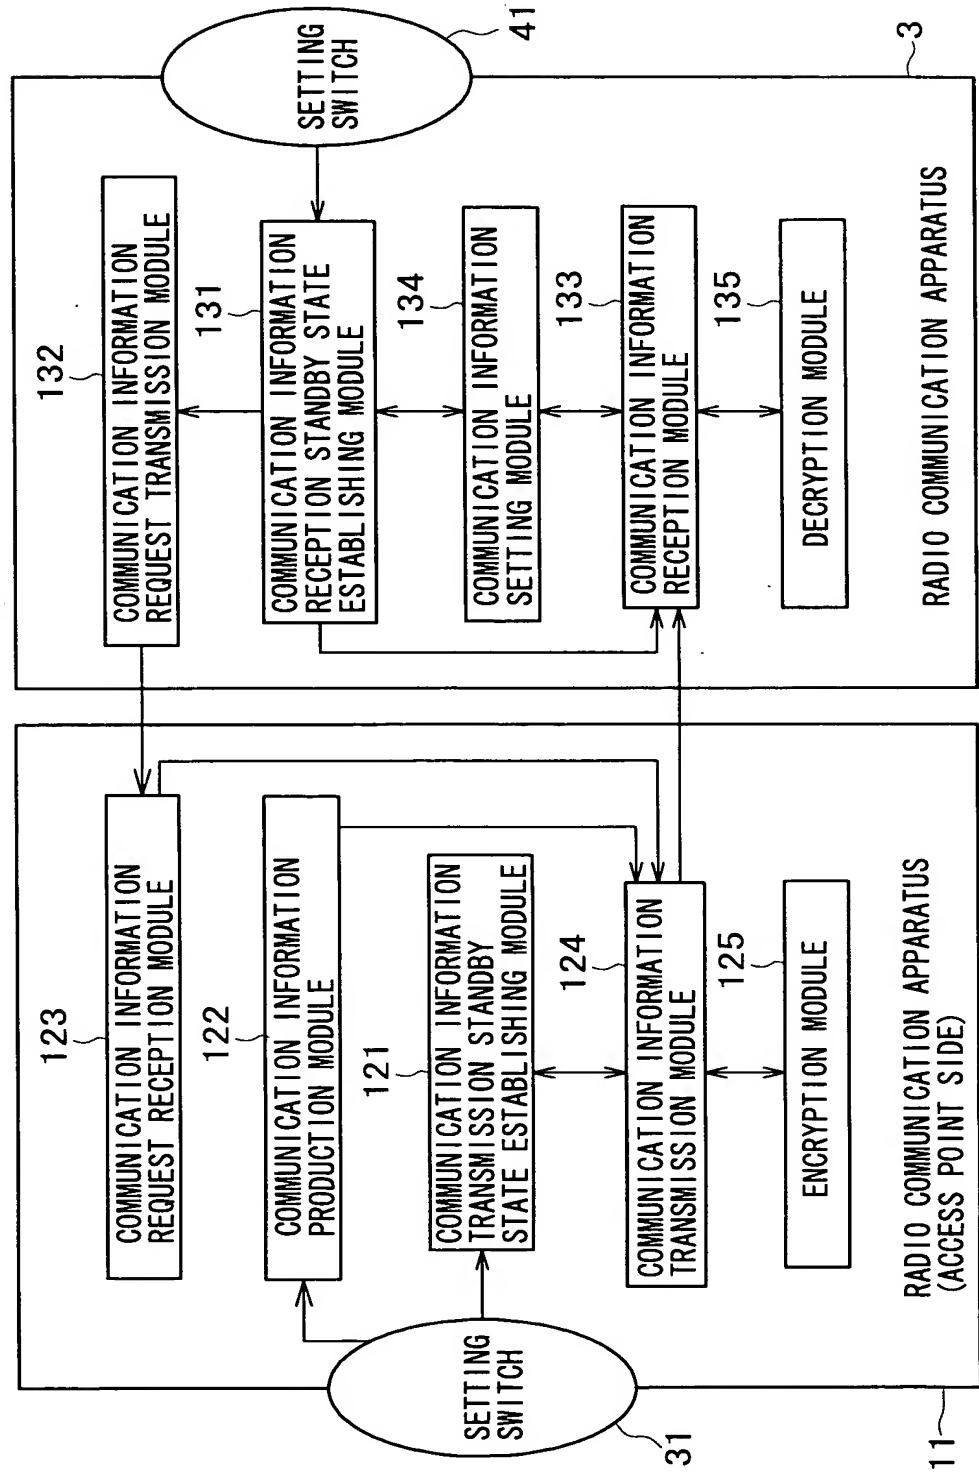 123
COMMUNICATION INFORMATION
REQUEST RECEPTION MODULE
122
COMMUNICATION INFORMATION
PRODUCTION MODULE
121
COMMUNICATION INFORMATION
TRANSMISSION STANDBY
STATE ESTABLISHING MODULE
SETTING
SWITCH
31
124
COMMUNICATION INFORMATION
TRANSMISSION MODULE
125
ENCRYPTION MODULE
RADIO COMMUNICATION APPARATUS
(ACCESS POINT SIDE)
11
132
COMMUNICATION INFORMATION
REQUEST TRANSMISSION MODULE
131
COMMUNICATION INFORMATION
RECEPTION STANDBY STATE
ESTABLISHING MODULE
SETTING
SWITCH
41
134
COMMUNICATION INFORMATION
SETTING MODULE
133
COMMUNICATION INFORMATION
RECEPTION MODULE
135
DECRYPTION MODULE
RADIO COMMUNICATION APPARATUS
3